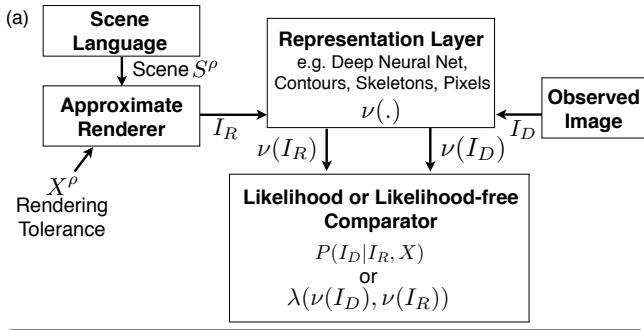 (a)
Scene
Language
Scene S^ρ
Approximate
Renderer
I_R
X^ρ
Rendering
Tolerance
Representation Layer
e.g. Deep Neural Net,
Contours, Skeletons, Pixels
ν(.)
I_D
Observed
Image
ν(I_R)
ν(I_D)
Likelihood or Likelihood-free
Comparator
P(I_D|I_R, X)
or
λ(ν(I_D), ν(I_R))